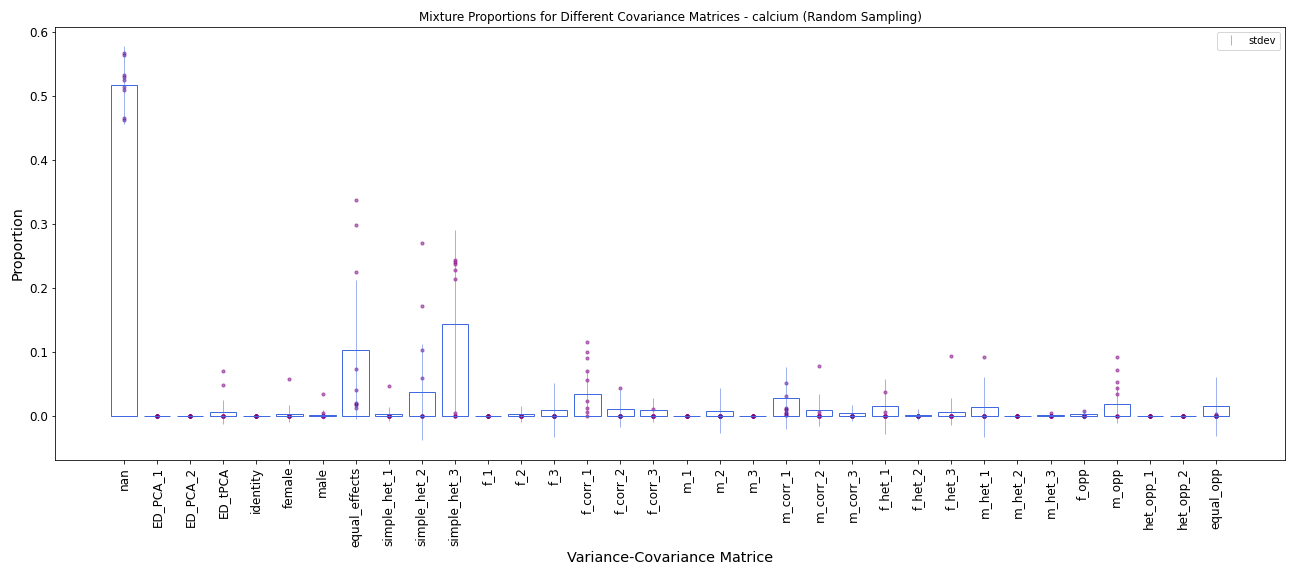 Mixture Proportions for Different Covariance Matrices - calcium (Random Sampling)
stdev
Proportion
0.6
0.5
0.4
0.3
0.2
0.1
0.0
nan
ED_PCA_1
ED_PCA_2
ED_tPCA
identity
female
male
equal_effects
simple_het_1
simple_het_2
simple_het_3
f_1
f_2
f_3
f_corr_1
f_corr_2
f_corr_3
m_1
m_2
m_3
m_corr_1
m_corr_2
m_corr_3
f_het_1
f_het_2
f_het_3
m_het_1
m_het_2
m_het_3
f_opp
m_opp
het_opp_1
het_opp_2
equal_opp
Variance-Covariance Matrice